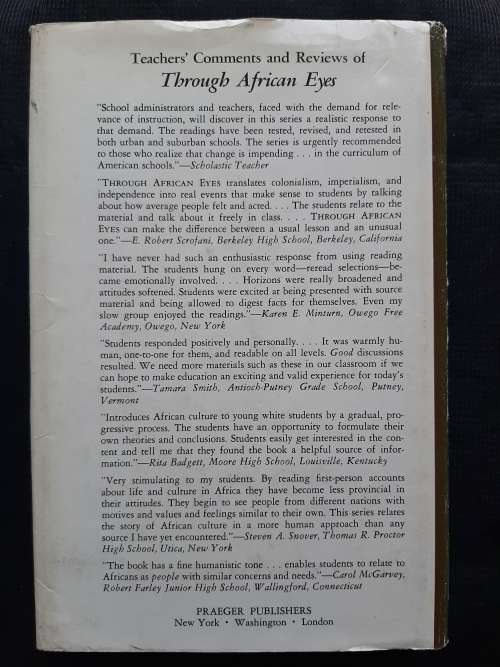 Teachers' Comments and Reviews of
Through African Eyes
"School administrators and teachers, faced with the demand for rele-
vance of instruction, will discover in this series a realistic response to
that demand. The readings have been tested, revised, and retested in
both urban and suburban schools. The series is urgently recommended
to those who realize that change is impending . . . in the curriculum of
American schools."—Scholastic Teacher
"THROUGH AFRICAN EYES translates colonialism, imperialism, and
independence into real events that make sense to students by talking
about how average people felt and acted. . . . The students relate to the
material and talk about it freely in class. . . . THROUGH AFRICAN
EYES can make the difference between a usual lesson and an unusual
one."—E. Robert Scrofani, Berkeley High School, Berkeley, California
"I have never had such an enthusiastic response from using reading
material. The students hung on every word—reread selections—be-
came emotionally involved. . . . Horizons were really broadened and
attitudes softened. Students were excited at being presented with source
material and being allowed to digest facts for themselves. Even my
slow group enjoyed the readings."—Karen E. Minturn, Owego Free
Academy, Owego, New York
"Students responded positively and personally. . . . It was warmly hu-
man, one-to-one for them, and readable on all levels. Good discussions
resulted. We need more materials such as these in our classroom if we
can hope to make education an exciting and valid experience for today's
students."—Tamara Smith, Antioch-Putney Grade School, Putney,
Vermont
"Introduces African culture to young white students by a gradual, pro-
gressive process. The students have an opportunity to formulate their
own theories and conclusions. Students easily get interested in the con-
tent and tell me that they found the book a helpful source of infor-
mation."—Rita Badgett, Moore High School, Louisville, Kentucky
"Very stimulating to my students. By reading first-person accounts
about life and culture in Africa they have become less provincial in
their attitudes. They begin to see people from different nations with
motives and values and feelings similar to their own. This series relates
the story of African culture in a more human approach than any
source I have yet encountered."—Steven A. Snover, Thomas R. Proctor
High School, Utica, New York
"The book has a fine humanistic tone . . . enables students to relate to
Africans as people with similar concerns and needs."—Carol McGarvey,
Robert Farley Junior High School, Wallingford, Connecticut
PRAEGER PUBLISHERS
New York • Washington • London